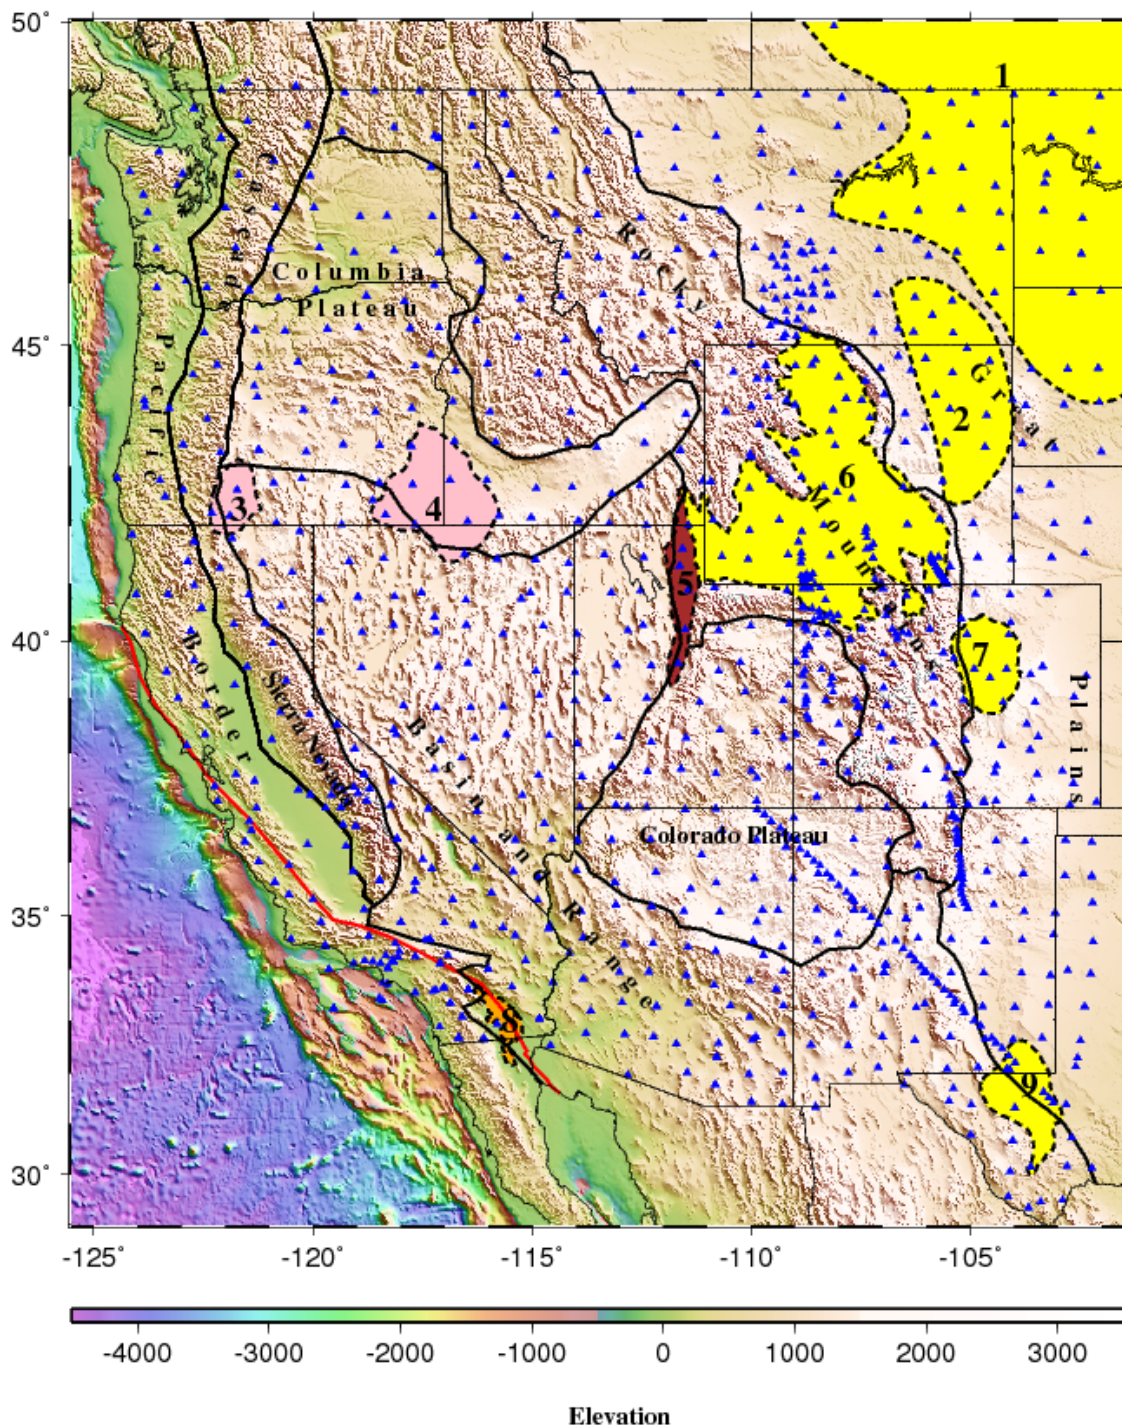 50°
45°
40°
35°
30°
1
Cascade
Rocky
Columbia
Plateau
Pacific
Great
2
3
4
6
Mountains
5
7
Border
Sierra Nevada
Basin and Range
Plains
Colorado Plateau
8
9
-125° -120° -115° -110° -105°
-4000 -3000 -2000 -1000 0 1000 2000 3000
Elevation